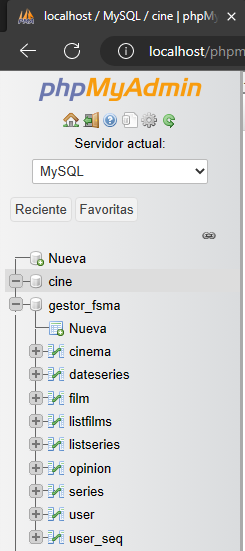 localhost / MySQL / cine | phpM
localhost/phpm
phpMyAdmin
Servidor actual:
MySQL
Reciente
Favoritas
Nueva
cine
gestor_fsma
Nueva
cinema
dateseries
film
listfilms
listseries
opinion
series
user
user_seq